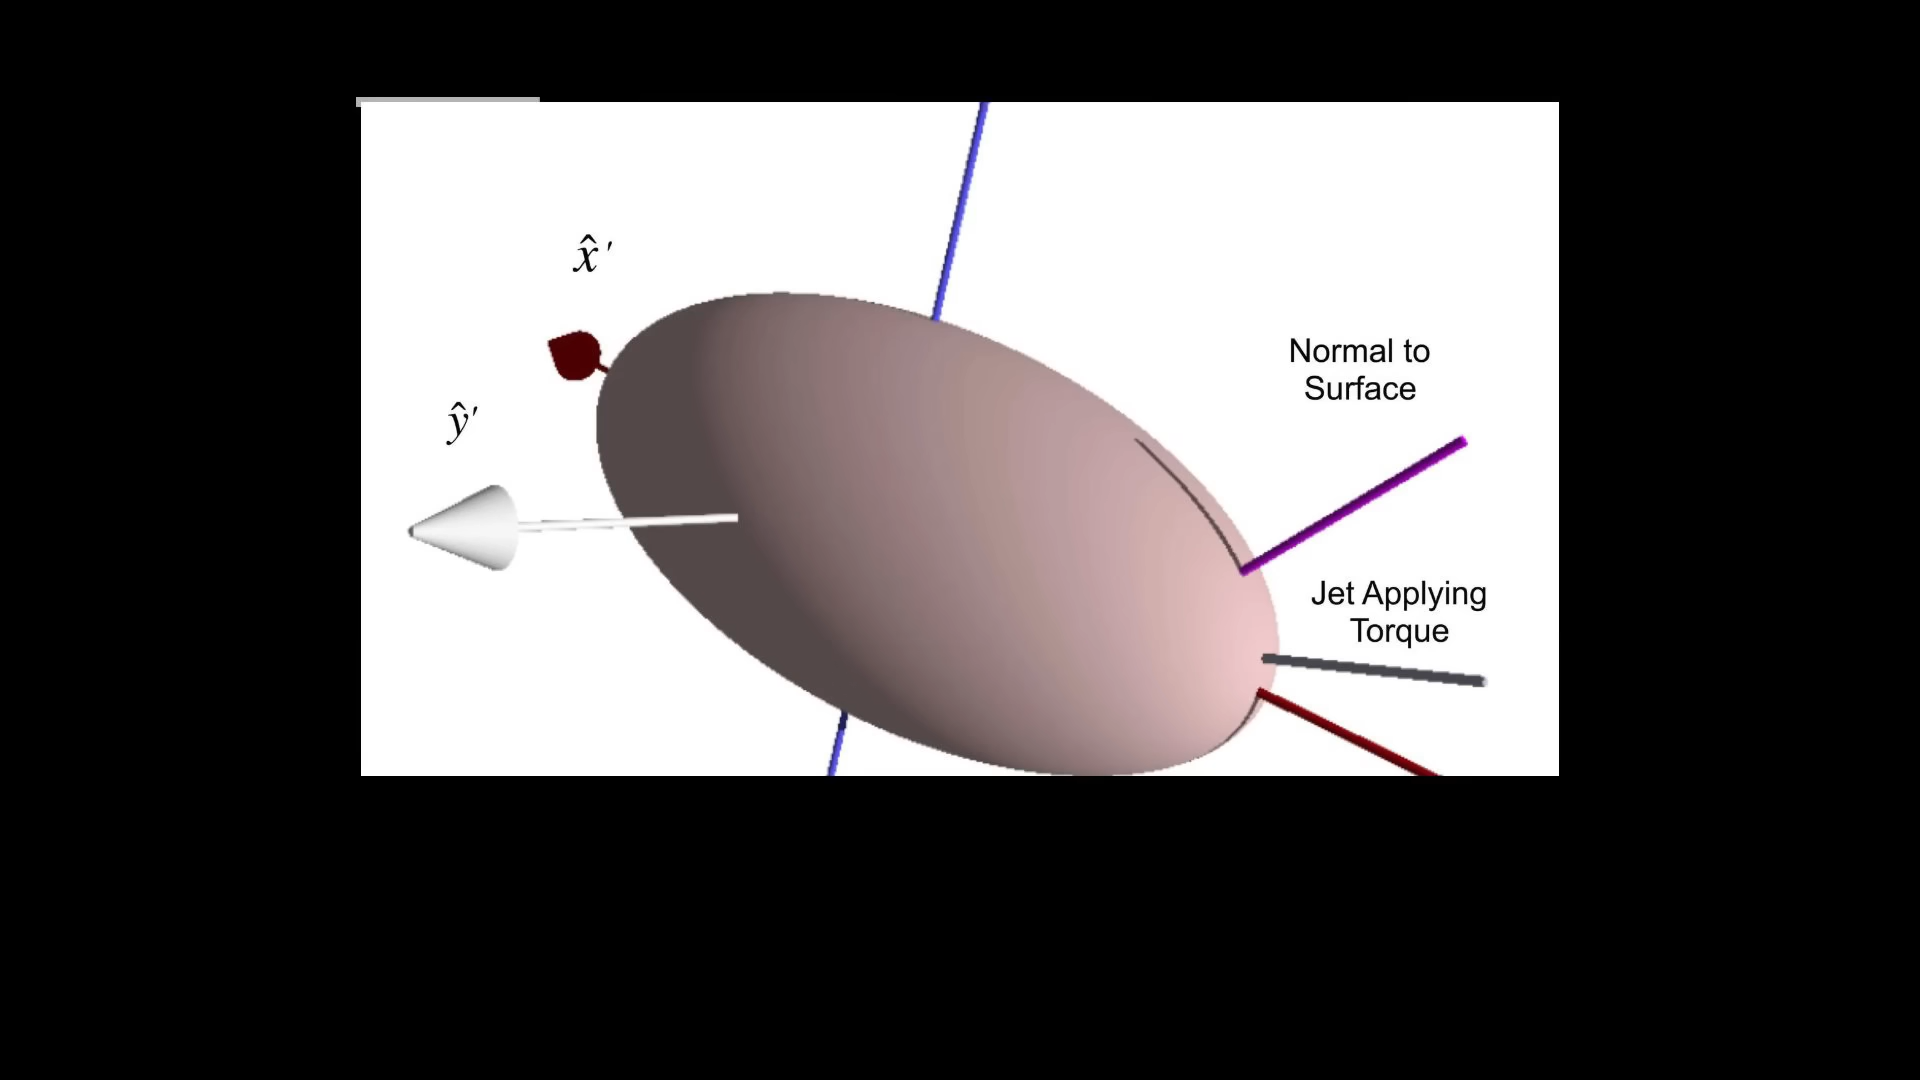 x̂ ′
ŷ′
Normal to
Surface
Jet Applying
Torque